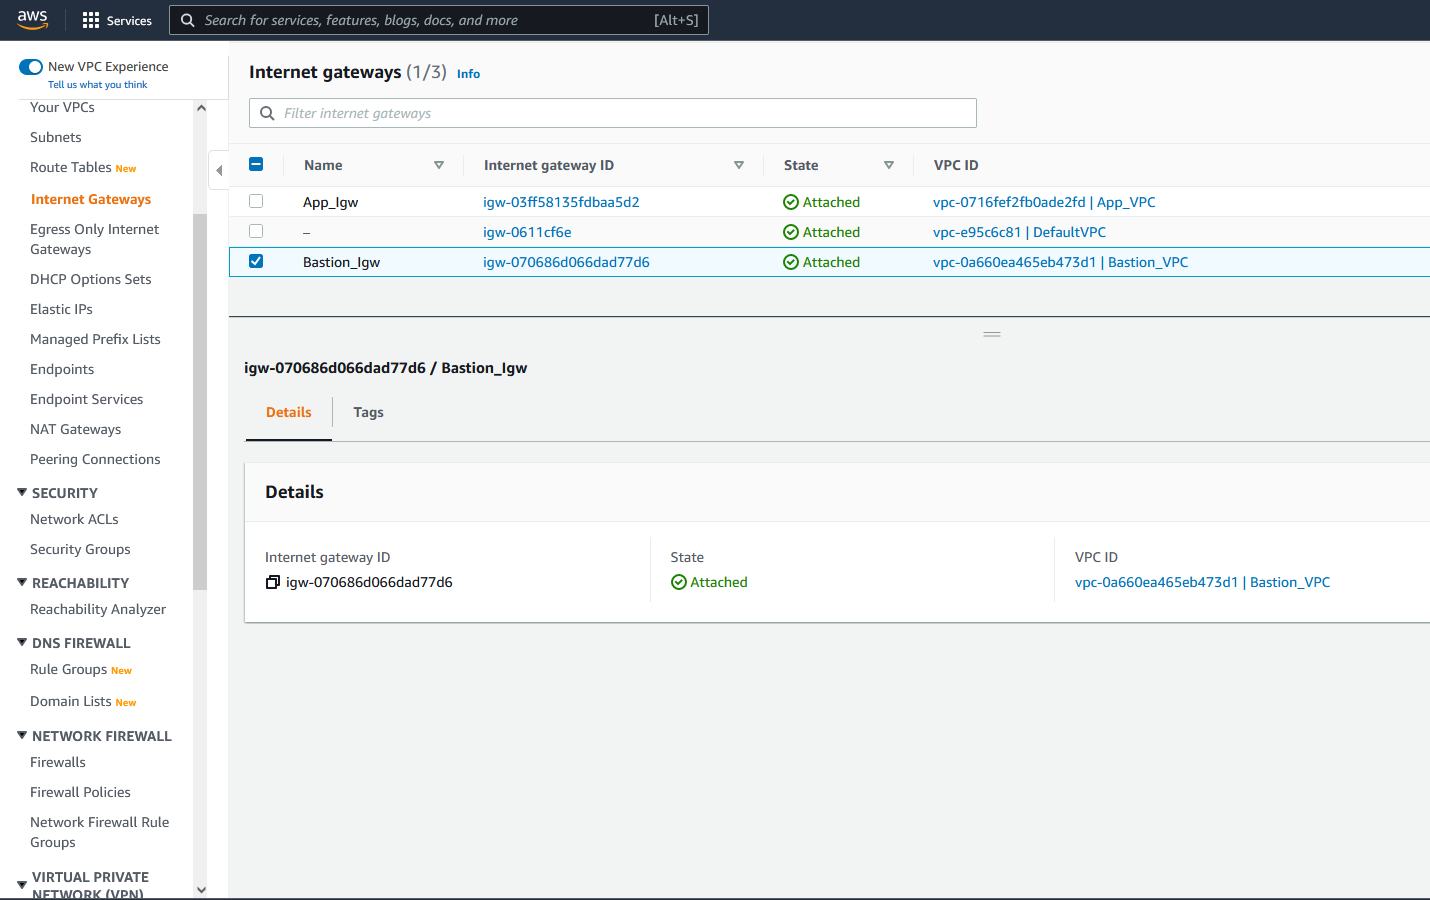 aws Services Search for services, features, blogs, docs, and more [Alt+S]
New VPC Experience
Tell us what you think
Your VPCs
Subnets
Route Tables New
Internet Gateways
Egress Only Internet
Gateways
DHCP Options Sets
Elastic IPs
Managed Prefix Lists
Endpoints
Endpoint Services
NAT Gateways
Peering Connections
SECURITY
Network ACLs
Security Groups
REACHABILITY
Reachability Analyzer
DNS FIREWALL
Rule Groups New
Domain Lists New
NETWORK FIREWALL
Firewalls
Firewall Policies
Network Firewall Rule
Groups
VIRTUAL PRIVATE
NETWORK (VPN)
Internet gateways (1/3) Info
Filter internet gateways
Name Internet gateway ID State VPC ID
App_Igw igw-03ff58135fdbaa5d2 Attached vpc-0716fef2fb0ade2fd | App_VPC
– igw-0611cf6e Attached vpc-e95c6c81 | DefaultVPC
Bastion_Igw igw-070686d066dad77d6 Attached vpc-0a660ea465eb473d1 | Bastion_VPC
igw-070686d066dad77d6 / Bastion_Igw
Details Tags
Details
Internet gateway ID State VPC ID
igw-070686d066dad77d6 Attached vpc-0a660ea465eb473d1 | Bastion_VPC